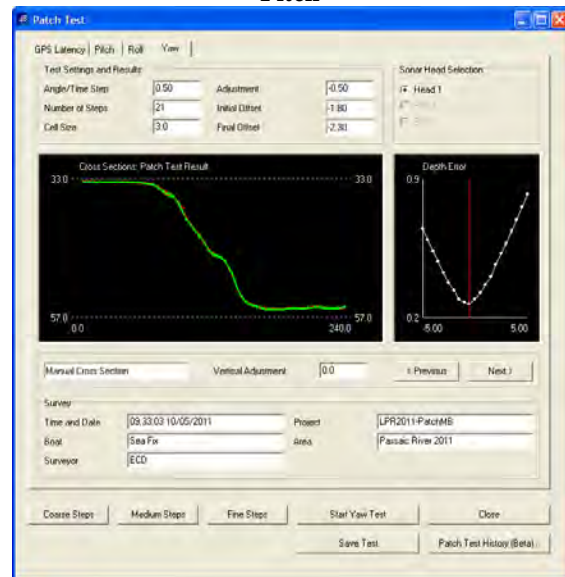 Patch Test
GPS Latency Pitch Roll Yaw
Test Settings and Results
Sonar Head Selection
Angle/Time Step 0.50 Adjustment -0.50
Head 1
Number of Steps 21 Initial Offset -1.80
Cell Size 3.0 Final Offset -2.30
Cross Sections: Patch Test Result
Depth Error
33.0 33.0
0.9
57.0 57.0
0.0 240.0
0.2
-5.00 5.00
Manual Cross Section Vertical Adjustment 0.0 < Previous Next >
Survey
Time and Date 09:33:03 10/05/2011 Project LPR2011-PatchMB
Boat Sea Fix Area Passaic River 2011
Surveyor ECD
Coarse Steps Medium Steps Fine Steps Start Yaw Test Close
Save Test Patch Test History (Beta)